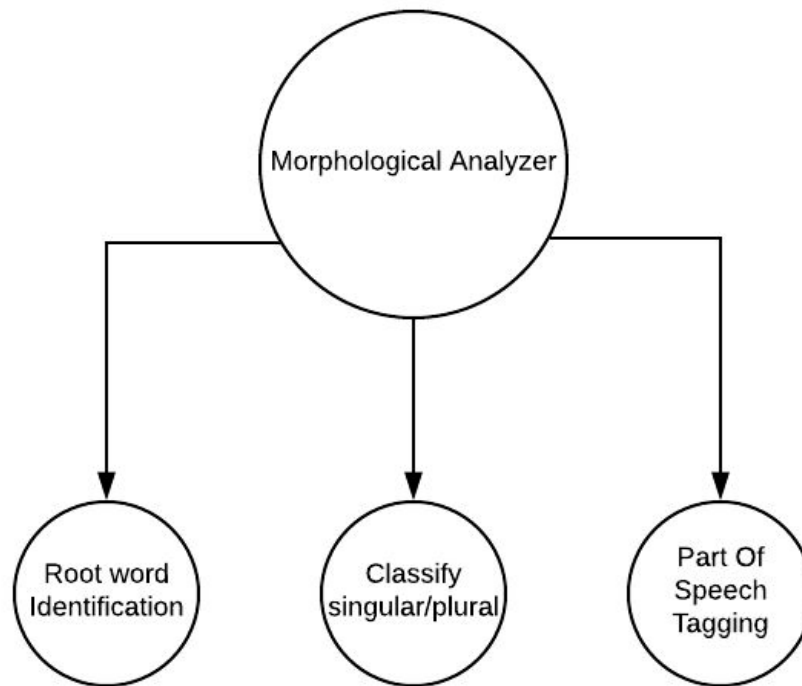 Morphological Analyzer
Root word
Identification
Classify
singular/plural
Part Of
Speech
Tagging